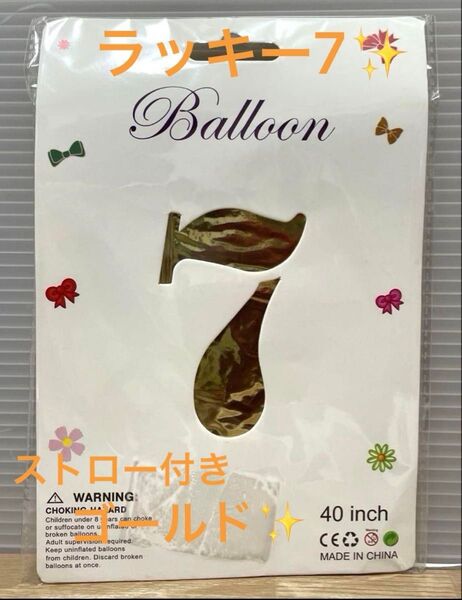 ラッキー7✨
Balloon
7
ストロー付き
ゴールド✨
⚠ WARNING:
CHOKING HAZARD
Children under 8 years can choke
or suffocate on uninflated or
broken balloons.
Adult supervision required.
Keep uninflated balloons
from children. Discard broken
balloons at once.
40 inch
CE
MADE IN CHINA